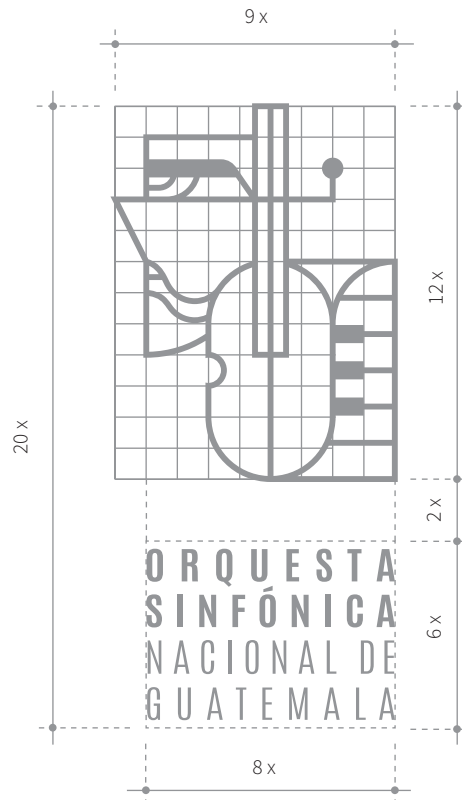 9 x
12 x
20 x
2 x
ORQUESTA
SINFÓNICA
NACIONAL DE
GUATEMALA
6 x
8 x